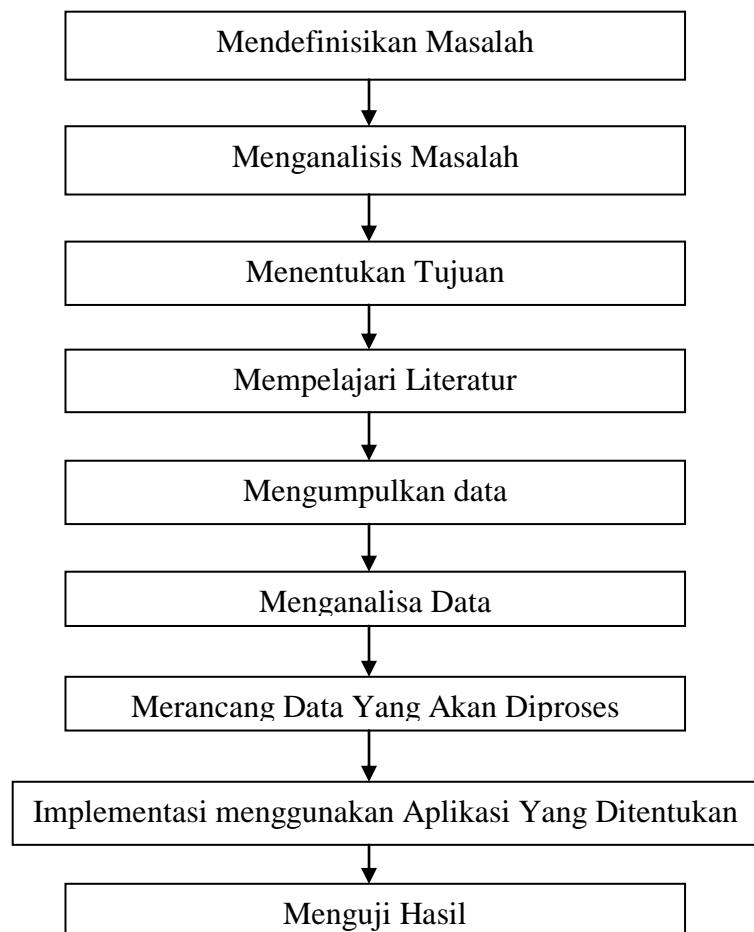 Mendefinisikan Masalah
Menganalisis Masalah
Menentukan Tujuan
Mempelajari Literatur
Mengumpulkan data
Menganalisa Data
Merancang Data Yang Akan Diproses
Implementasi menggunakan Aplikasi Yang Ditentukan
Menguji Hasil